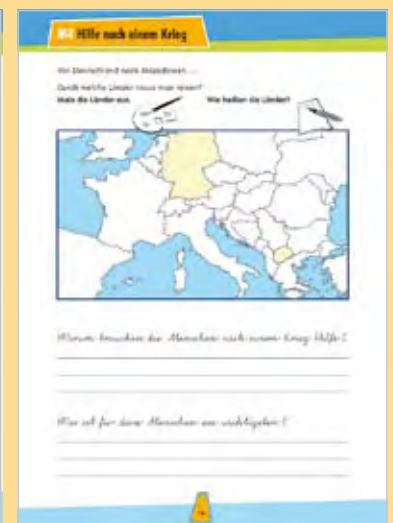 Hilfe nach einem Krieg
Von Deutschland nach Mazedonien ...
Durch welche Länder muss man reisen?
Male die Länder aus. Wie heißen die Länder?
Warum brauchen die Menschen nach einem Krieg Hilfe?
Was ist für diese Menschen am wichtigsten?